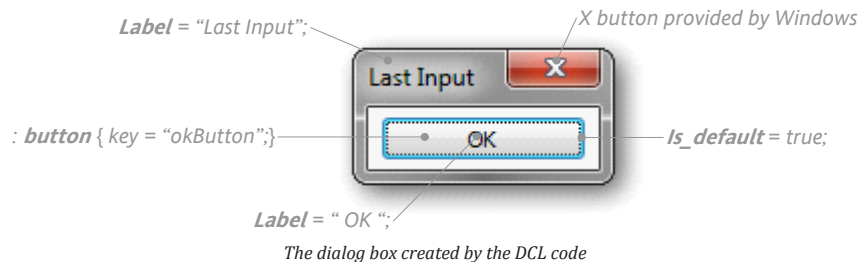 Label = “Last Input”;
X button provided by Windows
Last Input
: button { key = “okButton”;}
OK
Is_default = true;
Label = “ OK “;
The dialog box created by the DCL code